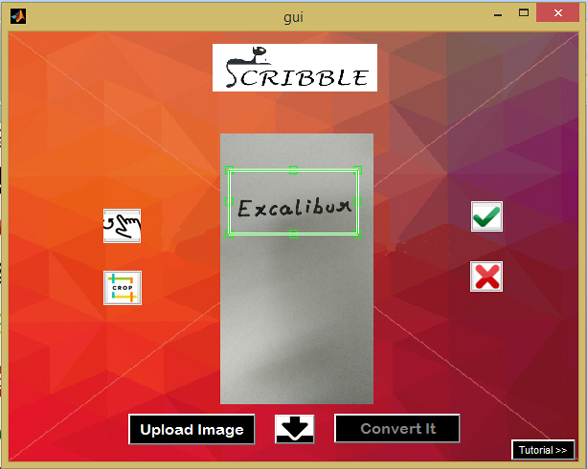 gui
SCRIBBLE
Excalibur
CROP
Upload Image
Convert It
Tutorial >>